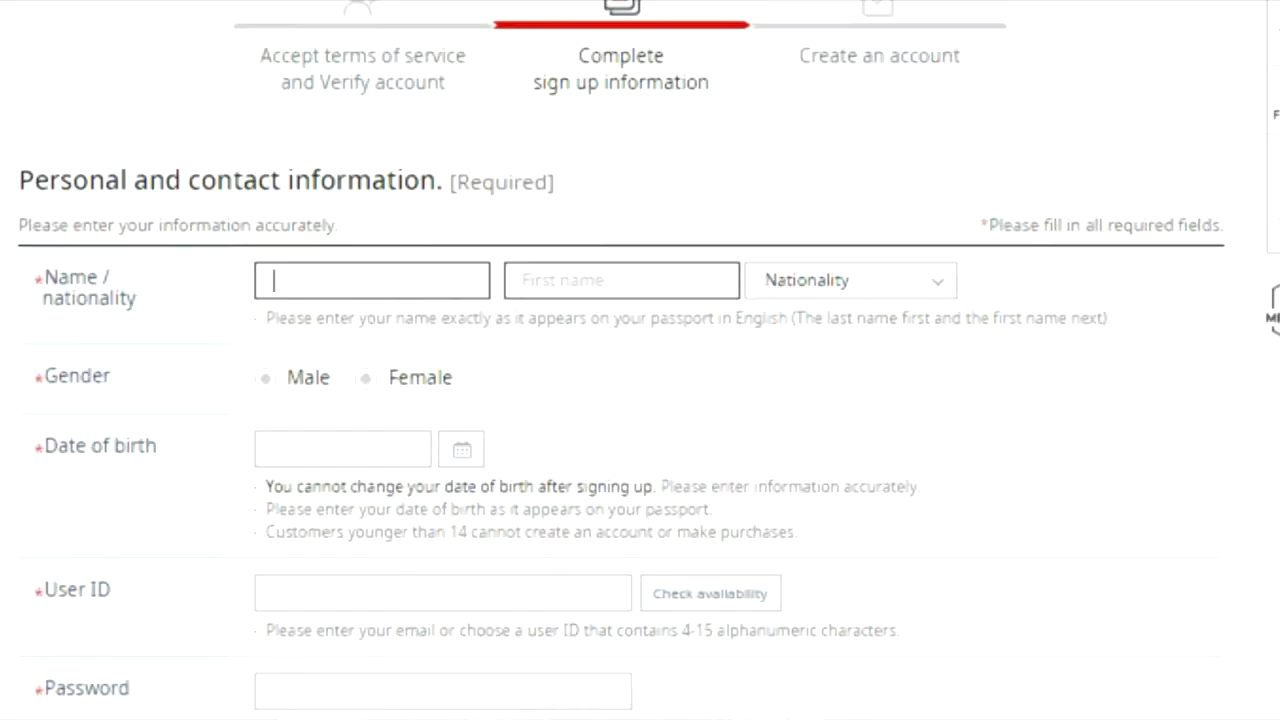 Accept terms of service
and Verify account
Complete
sign up information
Create an account
Personal and contact information. [Required]
Please enter your information accurately.
*Please fill in all required fields.
*Name /
nationality
First name
Nationality
· Please enter your name exactly as it appears on your passport in English (The last name first and the first name next)
*Gender
Male
Female
*Date of birth
· You cannot change your date of birth after signing up. Please enter information accurately
· Please enter your date of birth as it appears on your passport.
· Customers younger than 14 cannot create an account or make purchases.
*User ID
Check availability
· Please enter your email or choose a user ID that contains 4-15 alphanumeric characters.
*Password